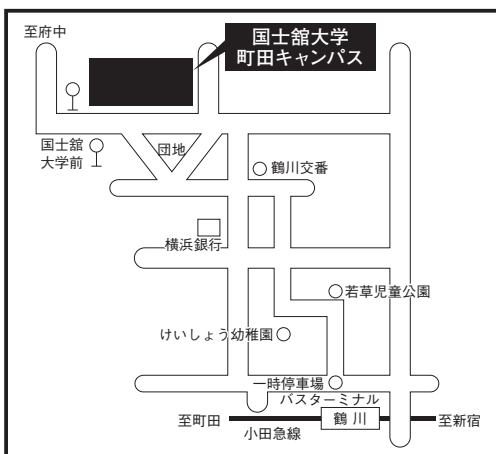 至府中
国士舘大学
町田キャンパス
国士舘
大学前
団地
鶴川交番
横浜銀行
若草児童公園
けいしょう幼稚園
一時停車場
バスターミナル
至町田
鶴川
至新宿
小田急線